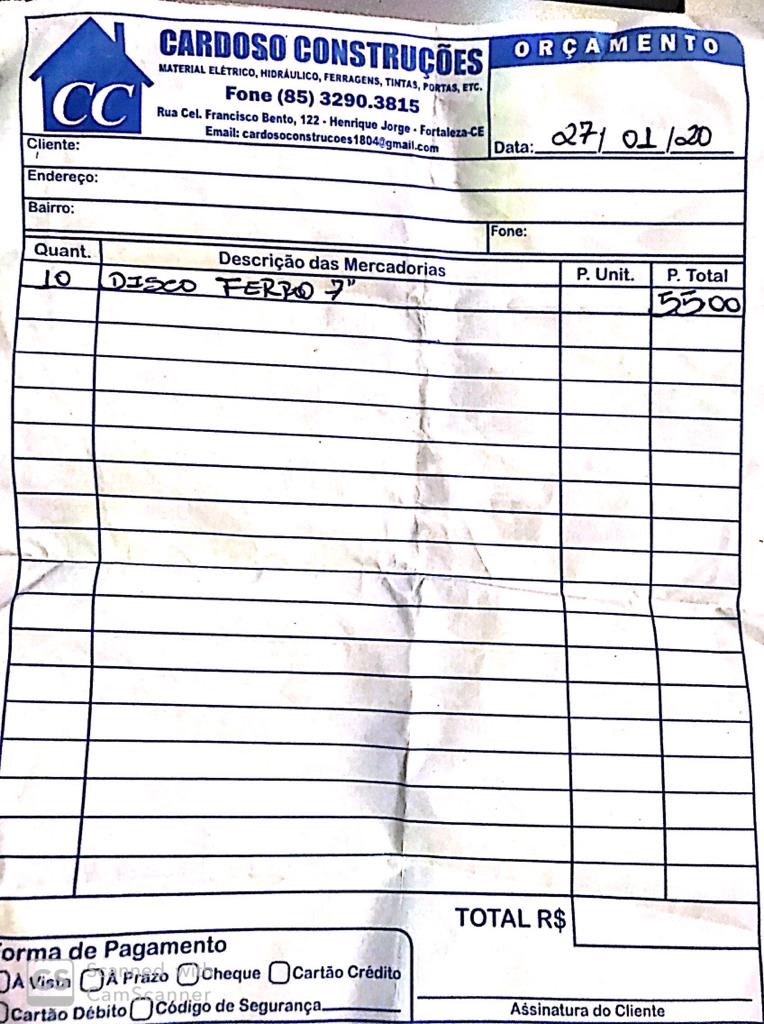 CARDOSO CONSTRUÇÕES
MATERIAL ELÉTRICO, HIDRÁULICO, FERRAGENS, TINTAS, PORTAS, ETC.
Fone (85) 3290.3815
Rua Cel. Francisco Bento, 122 - Henrique Jorge - Fortaleza-CE
Email: cardosoconstrucoes1804@gmail.com
CC
ORÇAMENTO
Data: 27/ 01 /20
Cliente:
Endereço:
Bairro:
Fone:
Quant. Descrição das Mercadorias P. Unit. P. Total
10 DISCO FERRO 7" 5500
TOTAL R$
orma de Pagamento
À Vista À Prazo Cheque Cartão Crédito
Cartão Débito Código de Segurança
Assinatura do Cliente
CS Scanned with
CamScanner